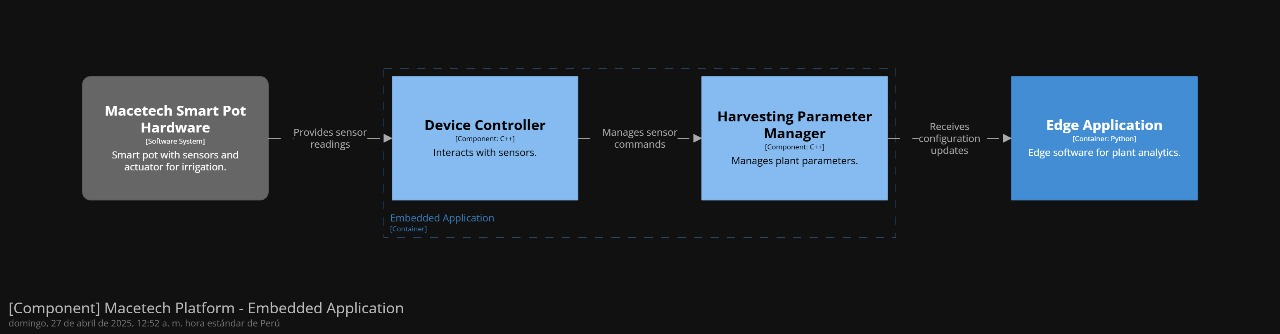 Macetech Smart Pot
Hardware
[Software System]
Smart pot with sensors and
actuator for irrigation.
Provides sensor
readings
Device Controller
[Component: C++]
Interacts with sensors.
Manages sensor
commands
Harvesting Parameter
Manager
[Component: C++]
Manages plant parameters.
Receives
configuration
updates
Edge Application
[Container: Python]
Edge software for plant analytics.
Embedded Application
[Container]
[Component] Macetech Platform - Embedded Application
domingo, 27 de abril de 2025, 12:52 a. m. hora estándar de Perú